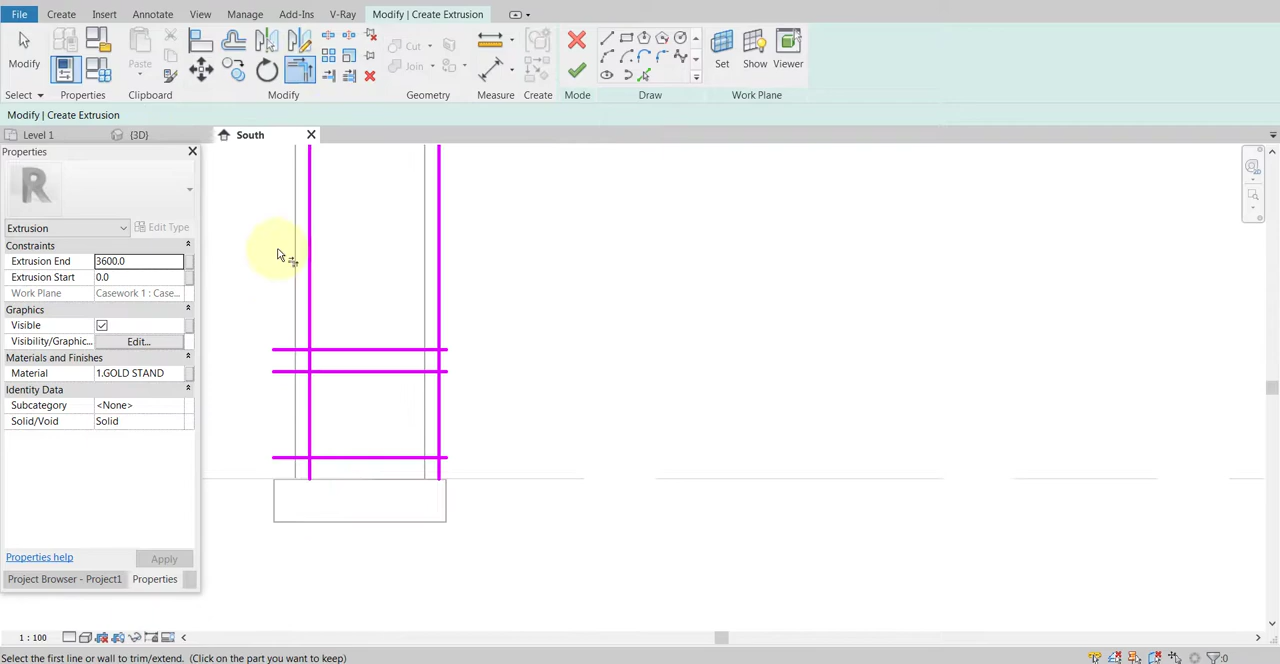 File Create Insert Annotate View Manage Add-Ins V-Ray Modify | Create Extrusion
Modify Paste Cut Join Set Show Viewer
Select Properties Clipboard Modify Geometry Measure Create Mode Draw Work Plane
Modify | Create Extrusion
Level 1 {3D} South
Properties
R
Extrusion Edit Type
Constraints
Extrusion End 3600.0
Extrusion Start 0.0
Work Plane Casework 1 : Case...
Graphics
Visible
Visibility/Graphic... Edit...
Materials and Finishes
Material 1.GOLD STAND
Identity Data
Subcategory <None>
Solid/Void Solid
Properties help Apply
Project Browser - Project1 Properties
1 : 100
Select the first line or wall to trim/extend. (Click on the part you want to keep) :0